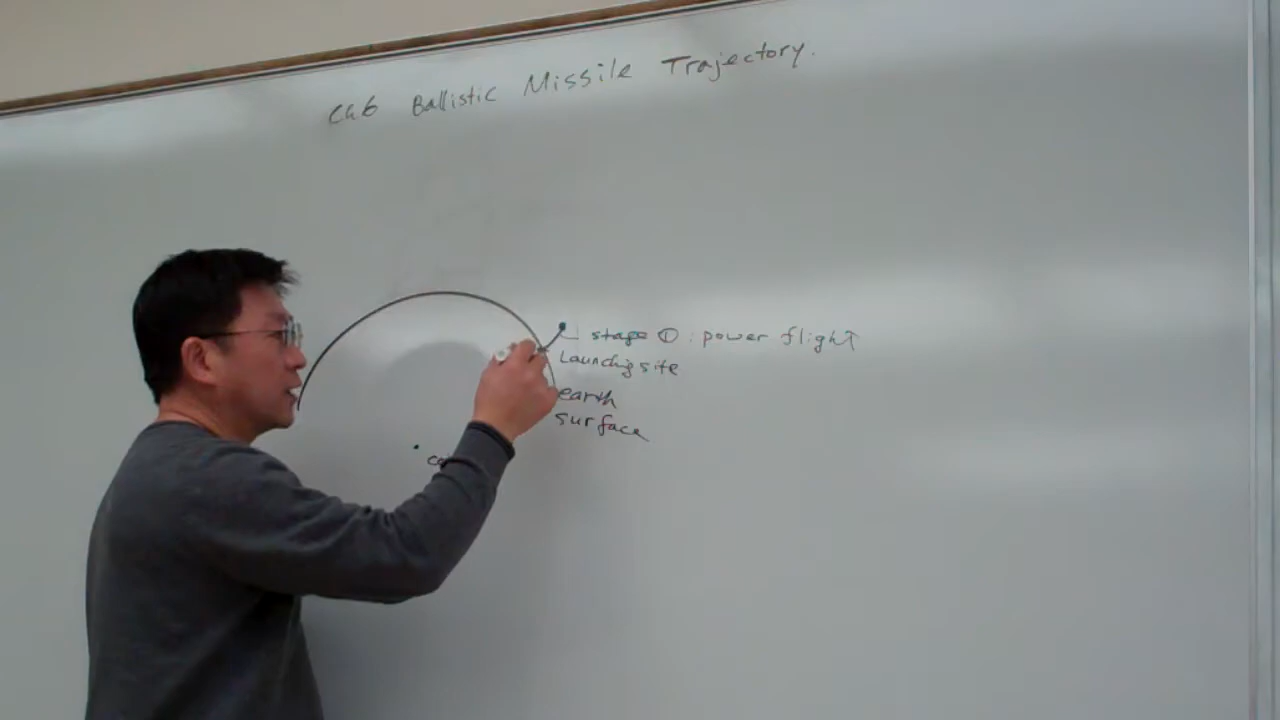 Ch6 Ballistic Missile Trajectory.
stage ① : power flight
Launching site
earth
surface